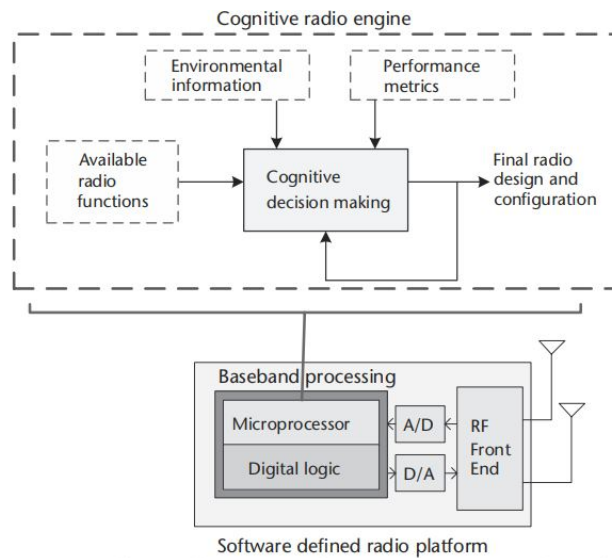 Cognitive radio engine
Environmental
information
Performance
metrics
Available
radio
functions
Cognitive
decision making
Final radio
design and
configuration
Baseband processing
Microprocessor
Digital logic
A/D
D/A
RF
Front
End
Software defined radio platform